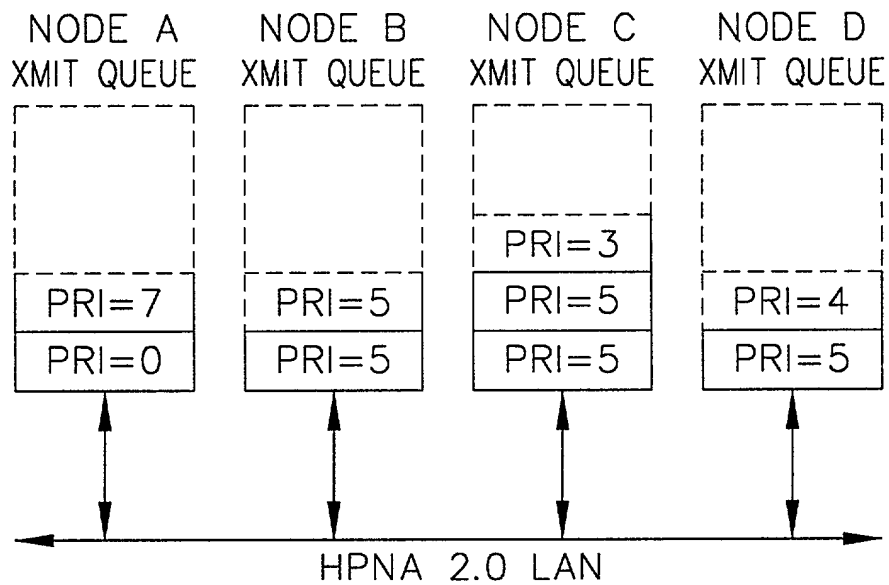 NODE A
XMIT QUEUE
PRI=7
PRI=0
NODE B
XMIT QUEUE
PRI=5
PRI=5
NODE C
XMIT QUEUE
PRI=3
PRI=5
PRI=5
NODE D
XMIT QUEUE
PRI=4
PRI=5
HPNA 2.0 LAN